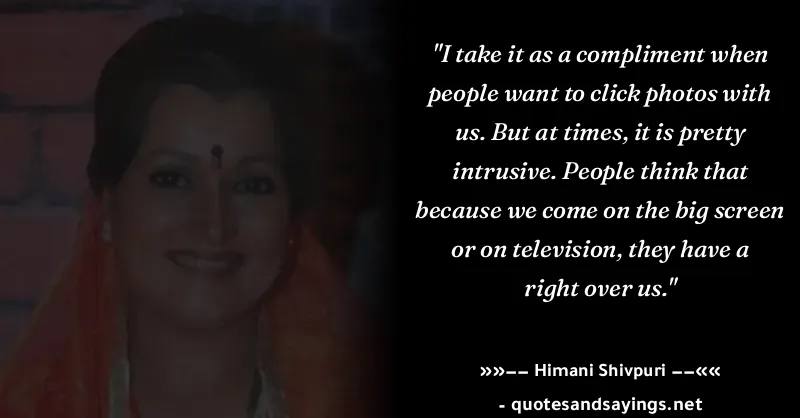 "I take it as a compliment when
people want to click photos with
us. But at times, it is pretty
intrusive. People think that
because we come on the big screen
or on television, they have a
right over us."
»»−− Himani Shivpuri −−««
- quotesandsayings.net